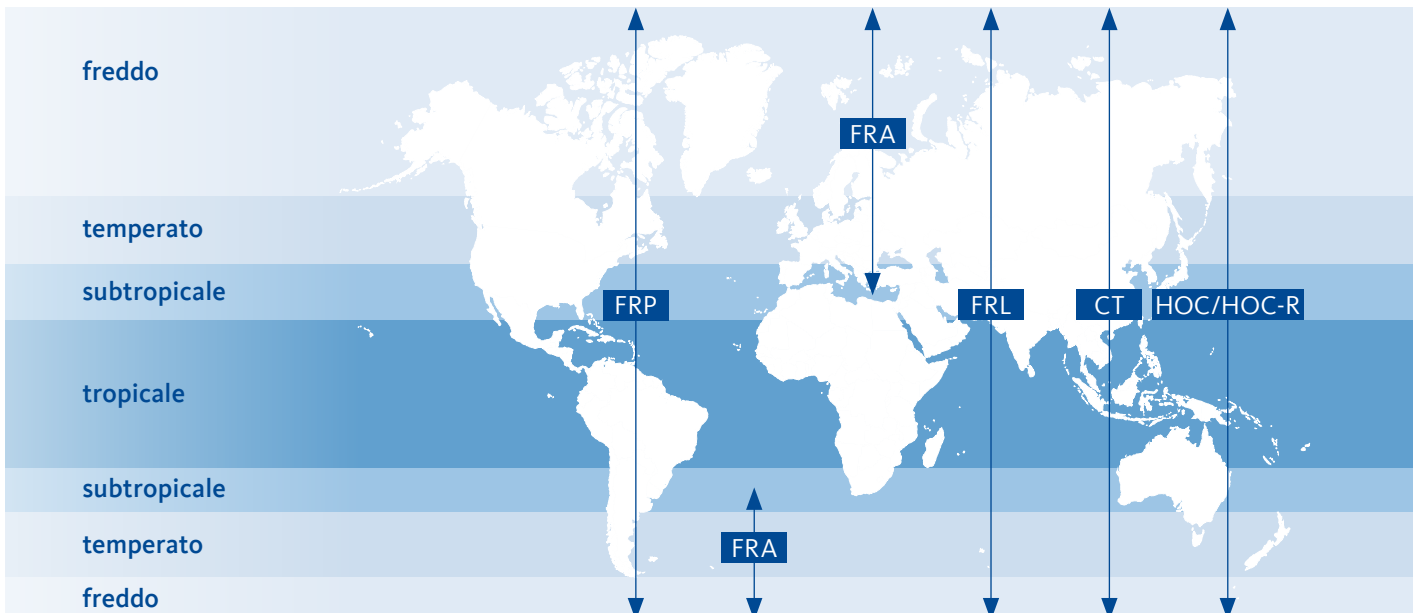 freddo
FRA
temperato
subtropicale
FRP
FRL
CT
HOC/HOC-R
tropicale
subtropicale
temperato
FRA
freddo